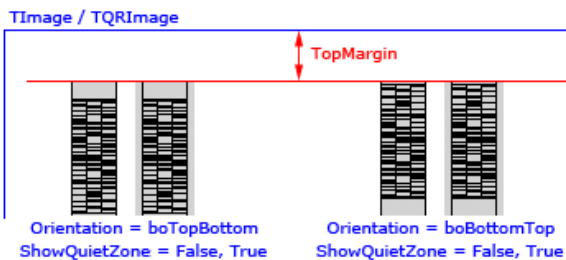 TImage / TQRImage
TopMargin
Orientation = boTopBottom
ShowQuietZone = False, True
Orientation = boBottomTop
ShowQuietZone = False, True